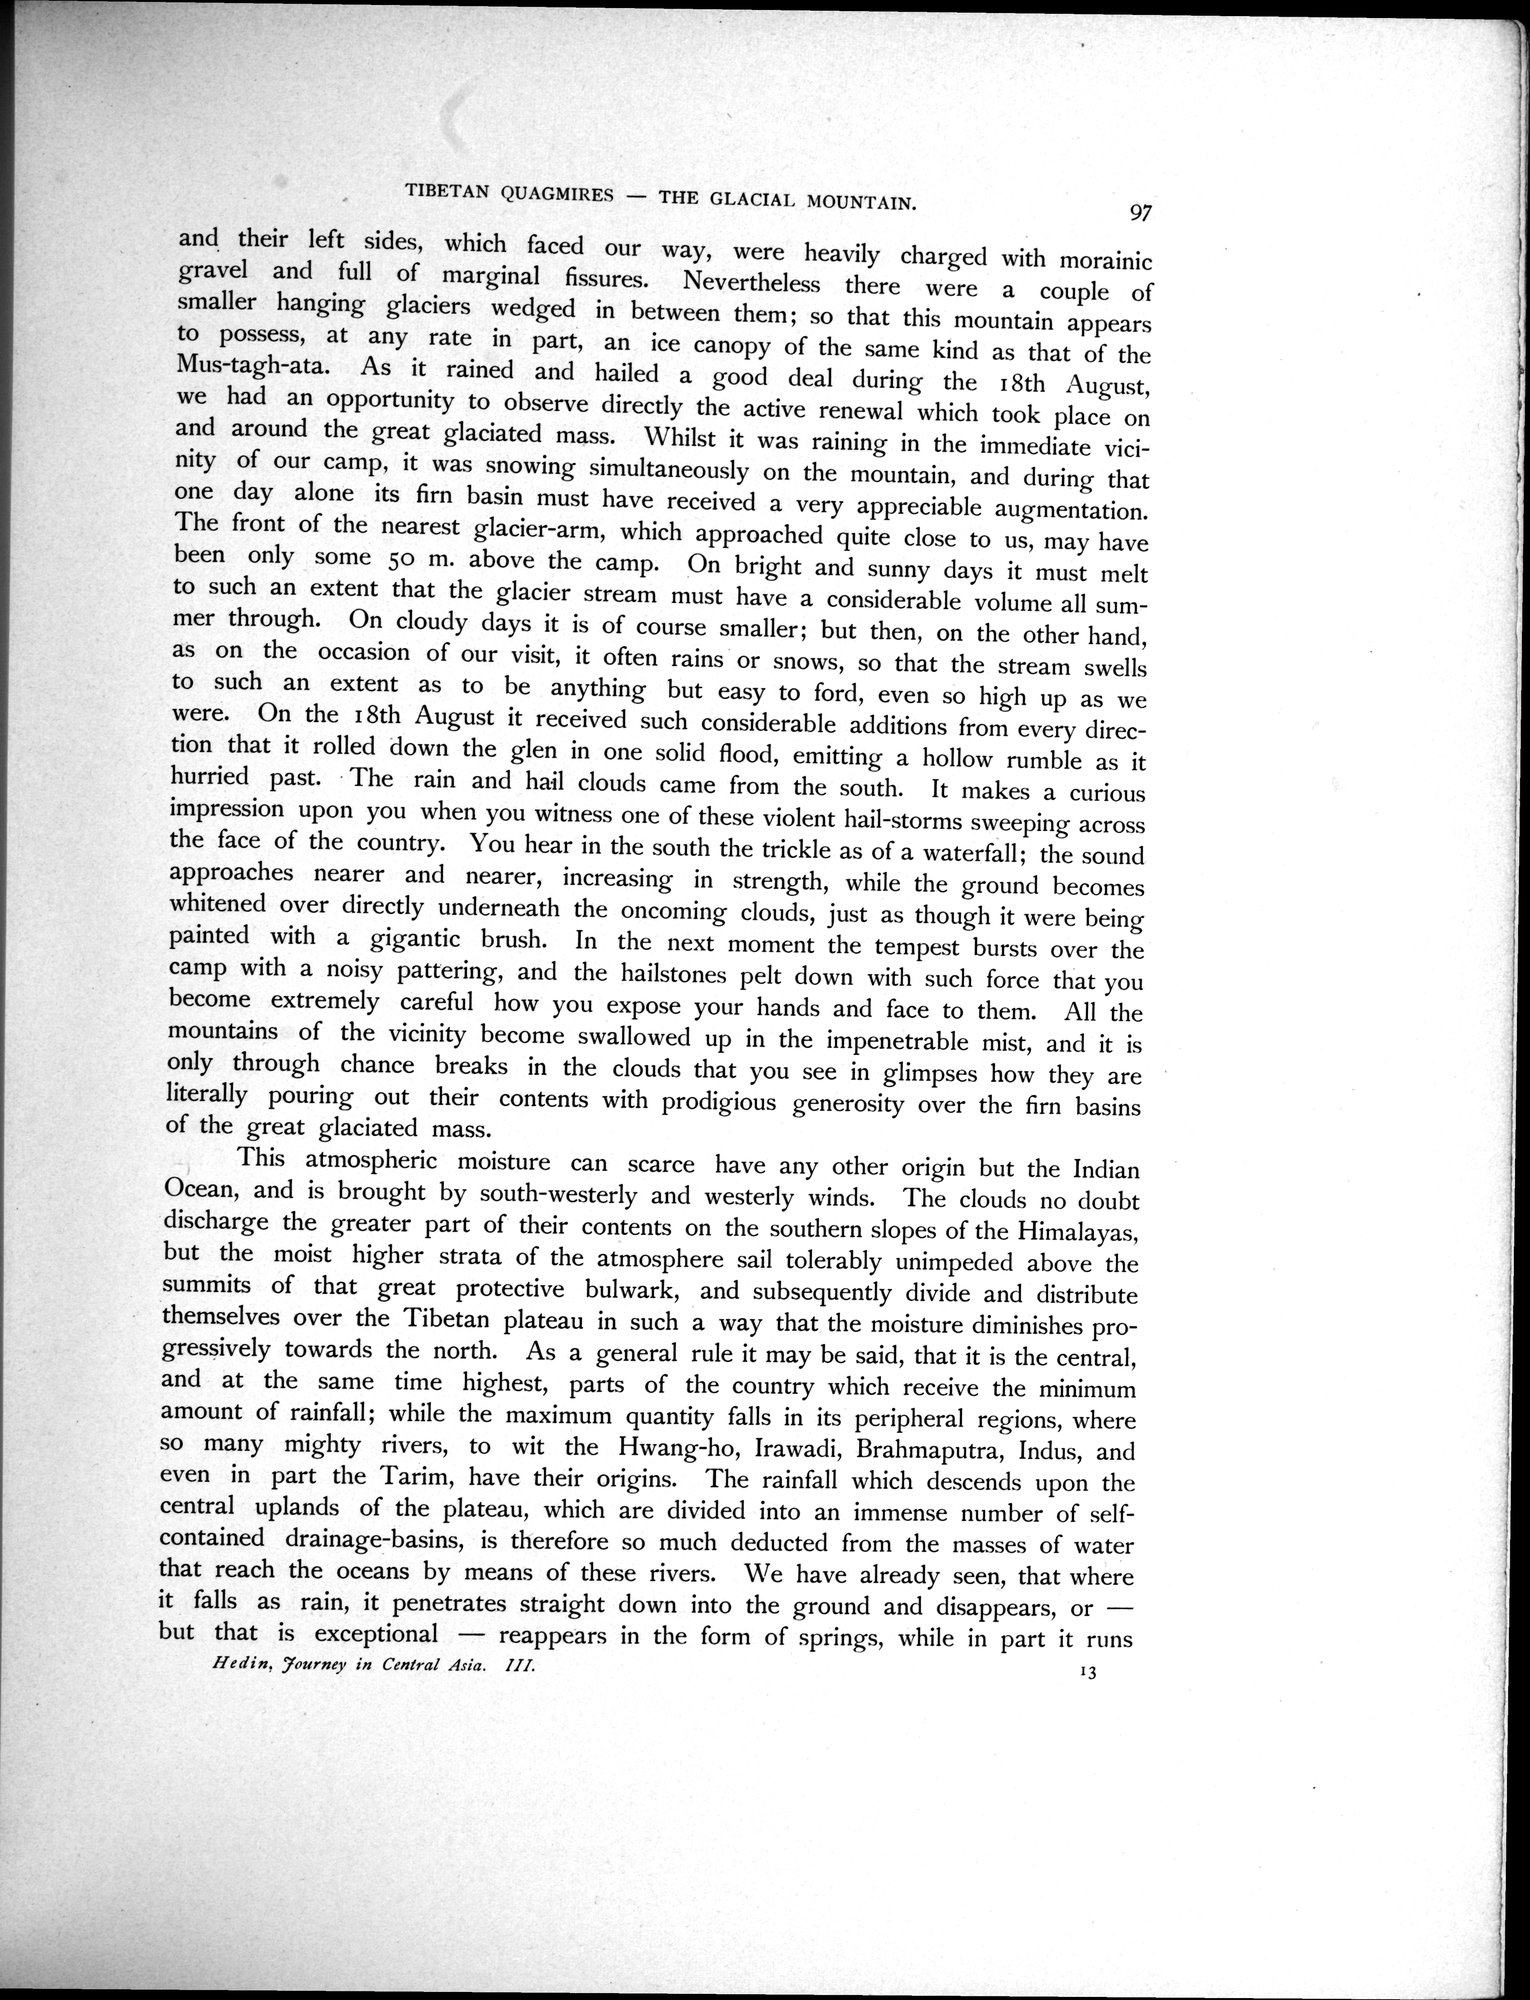 TIBETAN QUAGMIRES — THE GLACIAL MOUNTAIN.
97
and their left sides, which faced our way, were heavily charged with morainic
gravel and full of marginal fissures. Nevertheless there were a couple of
smaller hanging glaciers wedged in between them; so that this mountain appears
to possess, at any rate in part, an ice canopy of the same kind as that of the
Mus-tagh-ata. As it rained and hailed a good deal during the 18th August,
we had an opportunity to observe directly the active renewal which took place on
and around the great glaciated mass. Whilst it was raining in the immediate vici-
nity of our camp, it was snowing simultaneously on the mountain, and during that
one day alone its firn basin must have received a very appreciable augmentation.
The front of the nearest glacier-arm, which approached quite close to us, may have
been only some 50 m. above the camp. On bright and sunny days it must melt
to such an extent that the glacier stream must have a considerable volume all sum-
mer through. On cloudy days it is of course smaller; but then, on the other hand,
as on the occasion of our visit, it often rains or snows, so that the stream swells
to such an extent as to be anything but easy to ford, even so high up as we
were. On the 18th August it received such considerable additions from every direc-
tion that it rolled down the glen in one solid flood, emitting a hollow rumble as it
hurried past. The rain and hail clouds came from the south. It makes a curious
impression upon you when you witness one of these violent hail-storms sweeping across
the face of the country. You hear in the south the trickle as of a waterfall; the sound
approaches nearer and nearer, increasing in strength, while the ground becomes
whitened over directly underneath the oncoming clouds, just as though it were being
painted with a gigantic brush. In the next moment the tempest bursts over the
camp with a noisy pattering, and the hailstones pelt down with such force that you
become extremely careful how you expose your hands and face to them. All the
mountains of the vicinity become swallowed up in the impenetrable mist, and it is
only through chance breaks in the clouds that you see in glimpses how they are
literally pouring out their contents with prodigious generosity over the firn basins
of the great glaciated mass.
This atmospheric moisture can scarce have any other origin but the Indian
Ocean, and is brought by south-westerly and westerly winds. The clouds no doubt
discharge the greater part of their contents on the southern slopes of the Himalayas,
but the moist higher strata of the atmosphere sail tolerably unimpeded above the
summits of that great protective bulwark, and subsequently divide and distribute
themselves over the Tibetan plateau in such a way that the moisture diminishes pro-
gressively towards the north. As a general rule it may be said, that it is the central,
and at the same time highest, parts of the country which receive the minimum
amount of rainfall; while the maximum quantity falls in its peripheral regions, where
so many mighty rivers, to wit the Hwang-ho, Irawadi, Brahmaputra, Indus, and
even in part the Tarim, have their origins. The rainfall which descends upon the
central uplands of the plateau, which are divided into an immense number of self-
contained drainage-basins, is therefore so much deducted from the masses of water
that reach the oceans by means of these rivers. We have already seen, that where
it falls as rain, it penetrates straight down into the ground and disappears, or —
but that is exceptional — reappears in the form of springs, while in part it runs
Hedin, Journey in Central Asia. III.
13